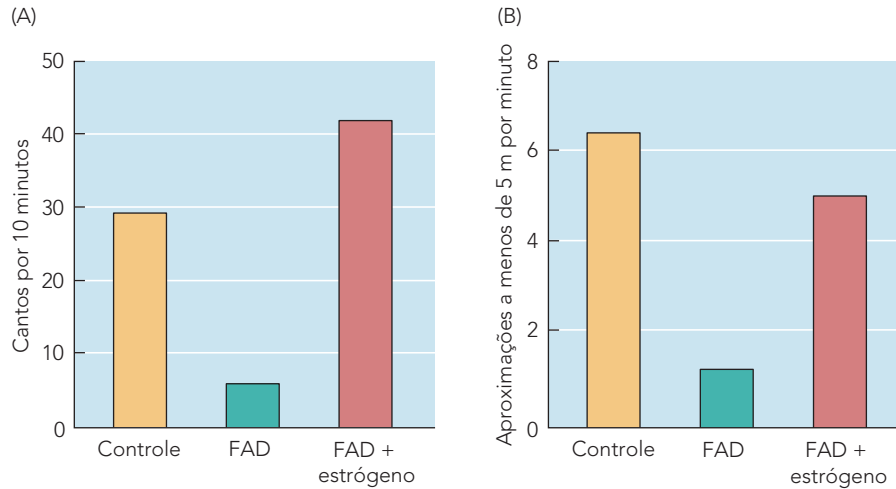 (A)
Cantos por 10 minutos
50
40
30
20
10
0
Controle
FAD
FAD +
estrógeno
(B)
Aproximações a menos de 5 m por minuto
8
6
4
2
0
Controle
FAD
FAD +
estrógeno